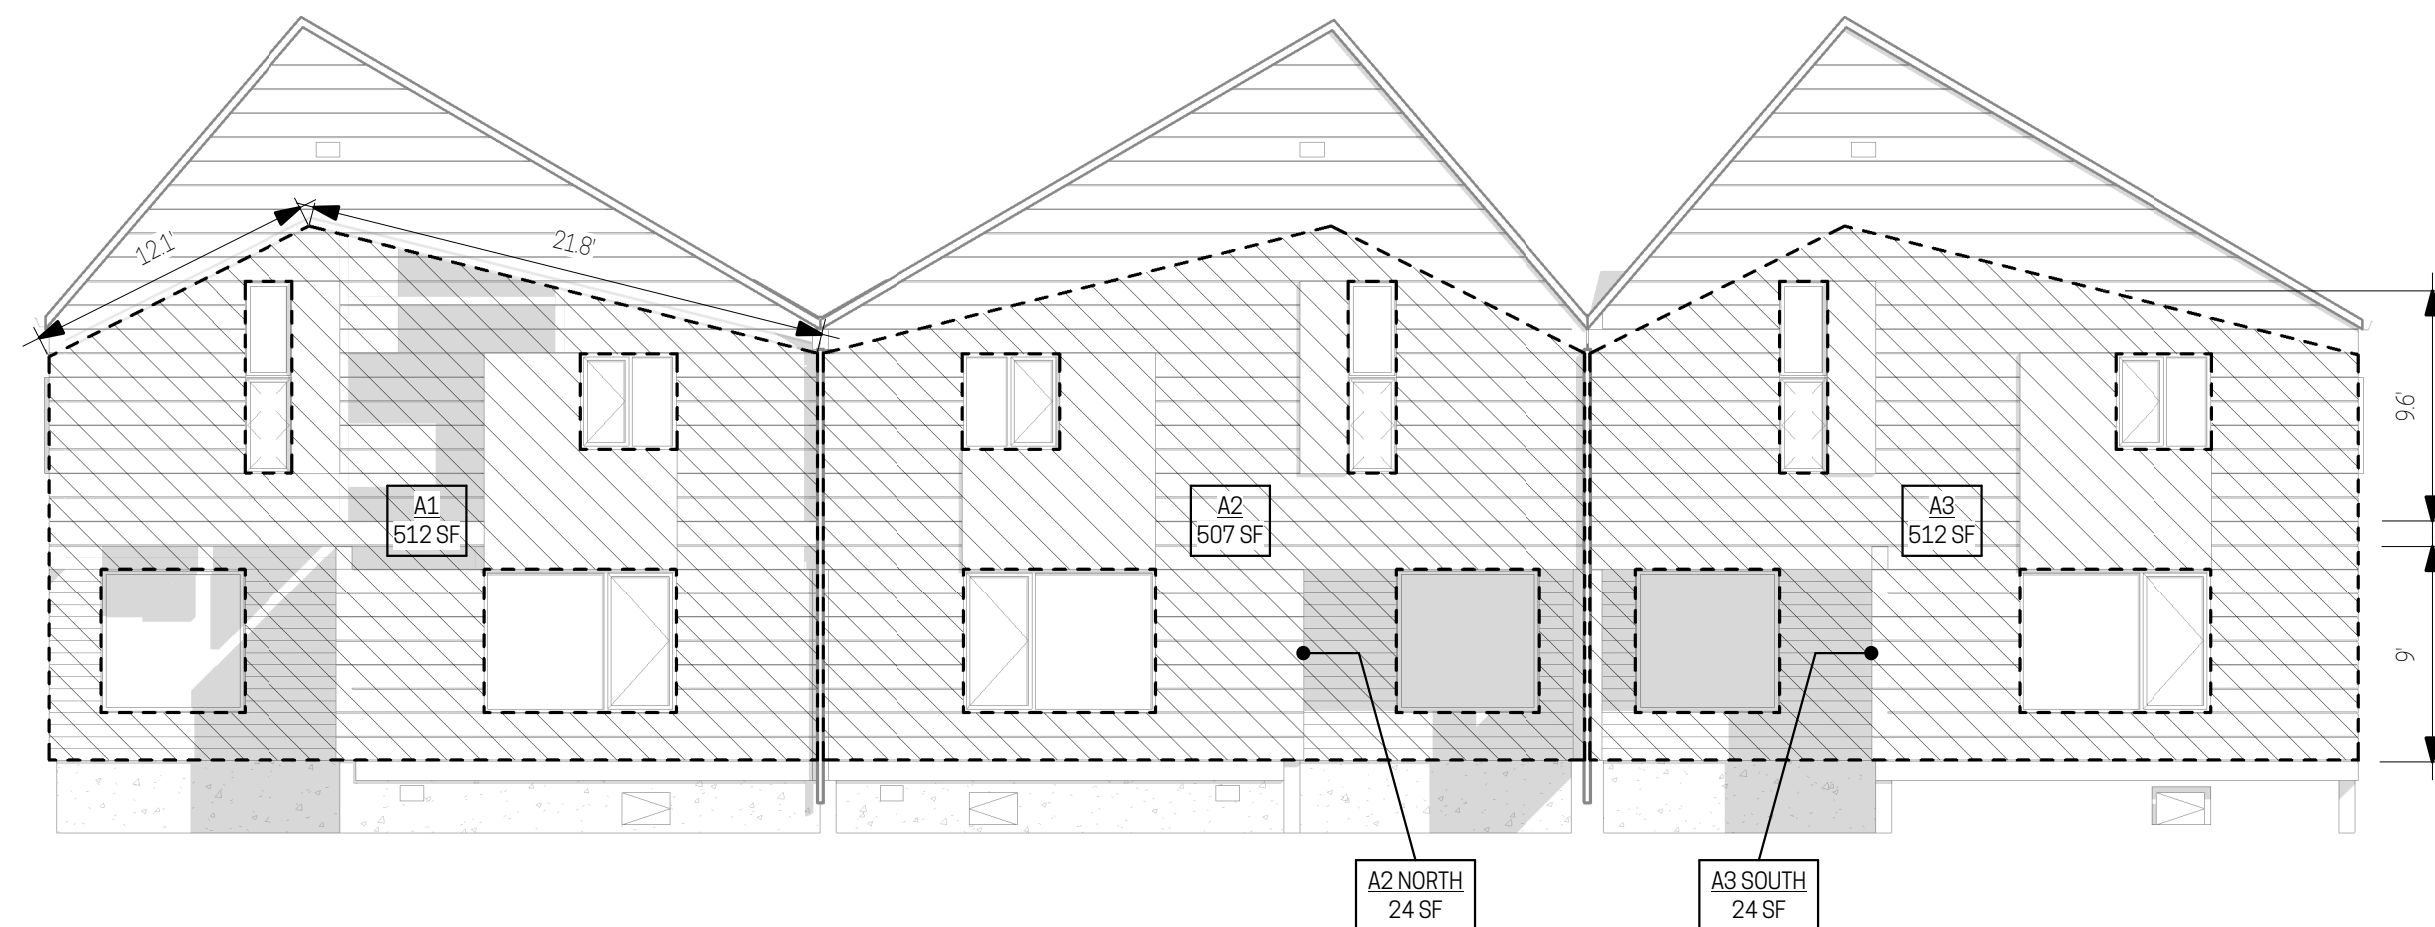 12.1'
21.8'
9.6'
A1
512 SF
A2
507 SF
A3
512 SF
9'
A2 NORTH
24 SF
A3 SOUTH
24 SF